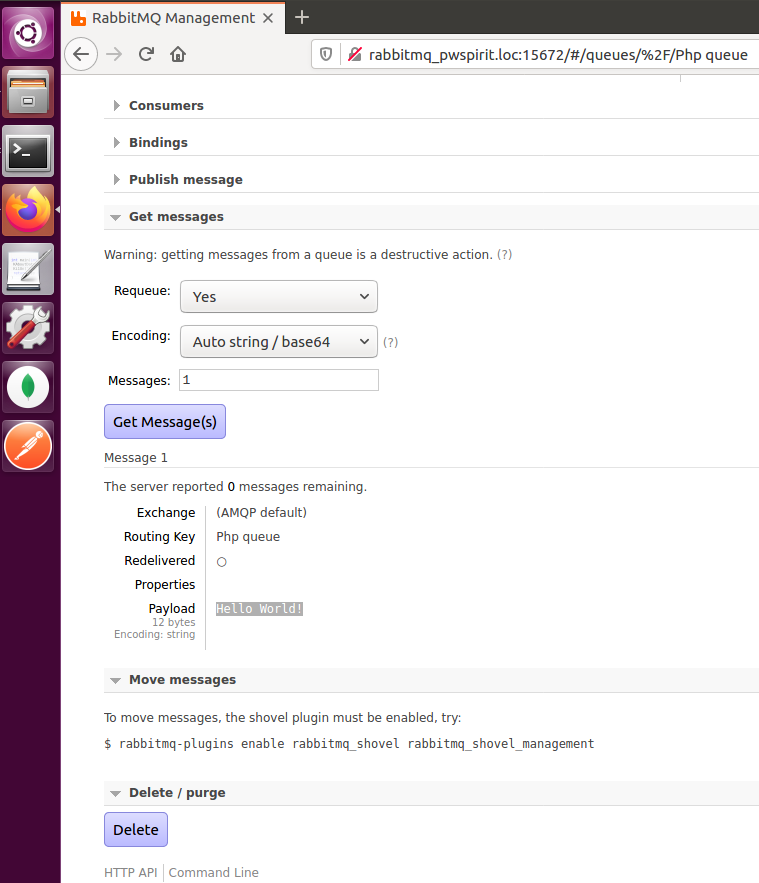 RabbitMQ Management
rabbitmq_pwspirit.loc:15672/#/queues/%2F/Php queue
Consumers
Bindings
Publish message
Get messages
Warning: getting messages from a queue is a destructive action. (?)
Requeue: Yes
Encoding: Auto string / base64 (?)
Messages: 1
Get Message(s)
Message 1
The server reported 0 messages remaining.
Exchange (AMQP default)
Routing Key Php queue
Redelivered ○
Properties
Payload Hello World!
12 bytes
Encoding: string
Move messages
To move messages, the shovel plugin must be enabled, try:
$ rabbitmq-plugins enable rabbitmq_shovel rabbitmq_shovel_management
Delete / purge
Delete
HTTP API Command Line